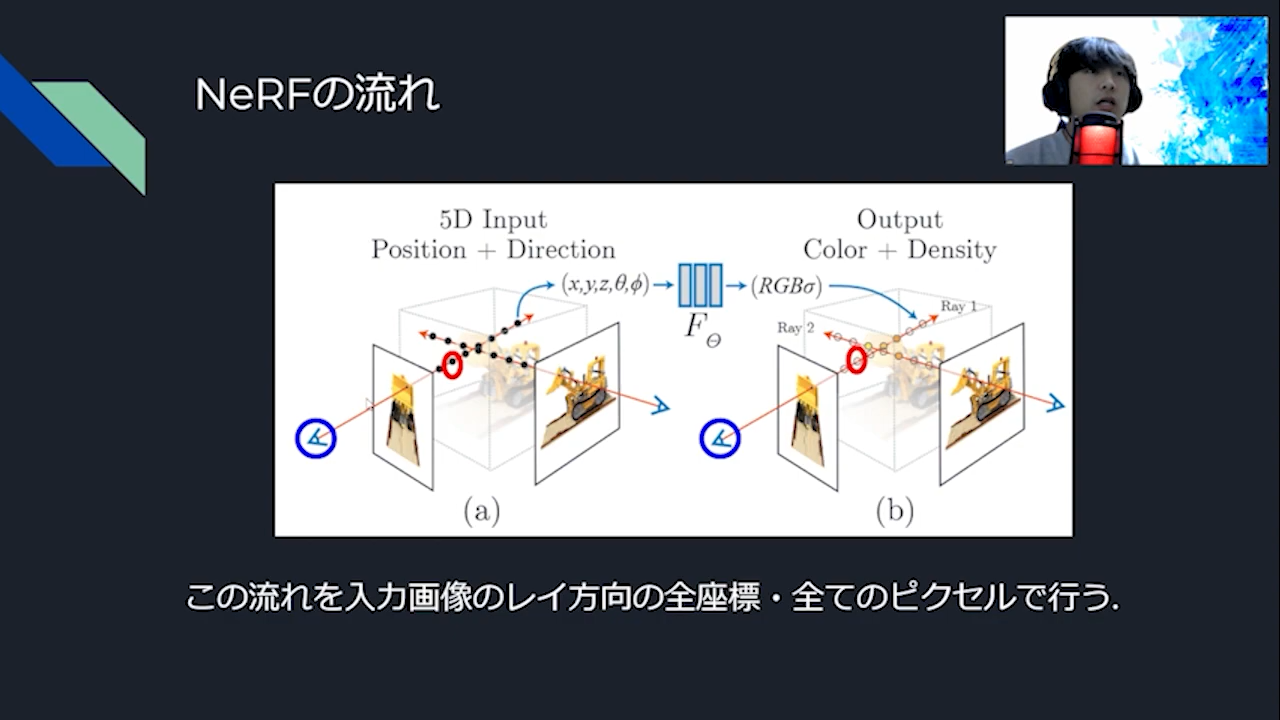 NeRFの流れ
5D Input
Position + Direction
Output
Color + Density
(x,y,z,θ,ϕ)
(RGBσ)
F_Θ
Ray 1
Ray 2
(a)
(b)
この流れを入力画像のレイ方向の全座標・全てのピクセルで行う.